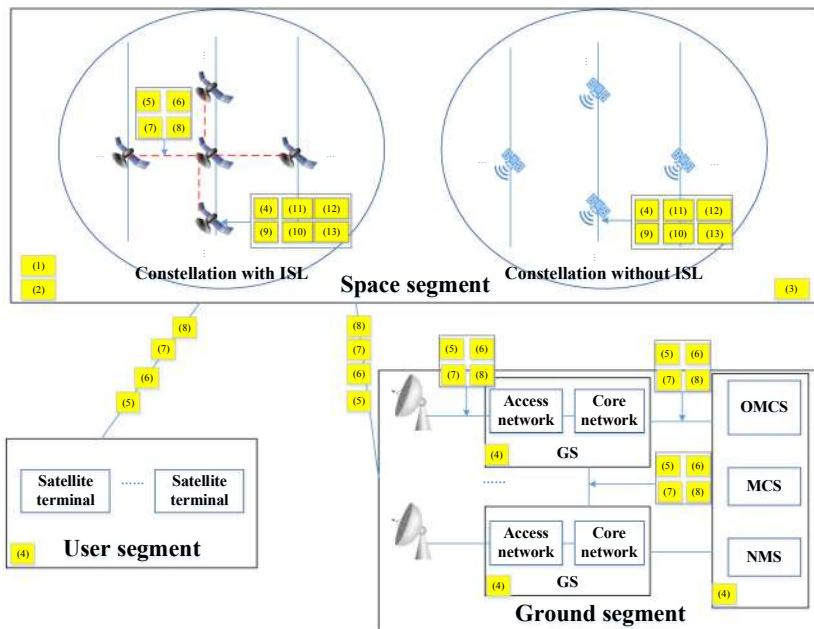 (5) (6)
(7) (8)
(4) (11) (12)
(9) (10) (13)
(4) (11) (12)
(9) (10) (13)
Constellation with ISL
Constellation without ISL
(1)
(2)
Space segment
(3)
(8)
(7)
(6)
(5)
(8)
(7)
(6)
(5)
(5) (6)
(7) (8)
(5) (6)
(7) (8)
Access
network
Core
network
(4)
GS
OMCS
(5) (6)
(7) (8)
MCS
......
Satellite
terminal
......
Satellite
terminal
(4)
User segment
Access
network
Core
network
(4)
GS
NMS
(4)
Ground segment